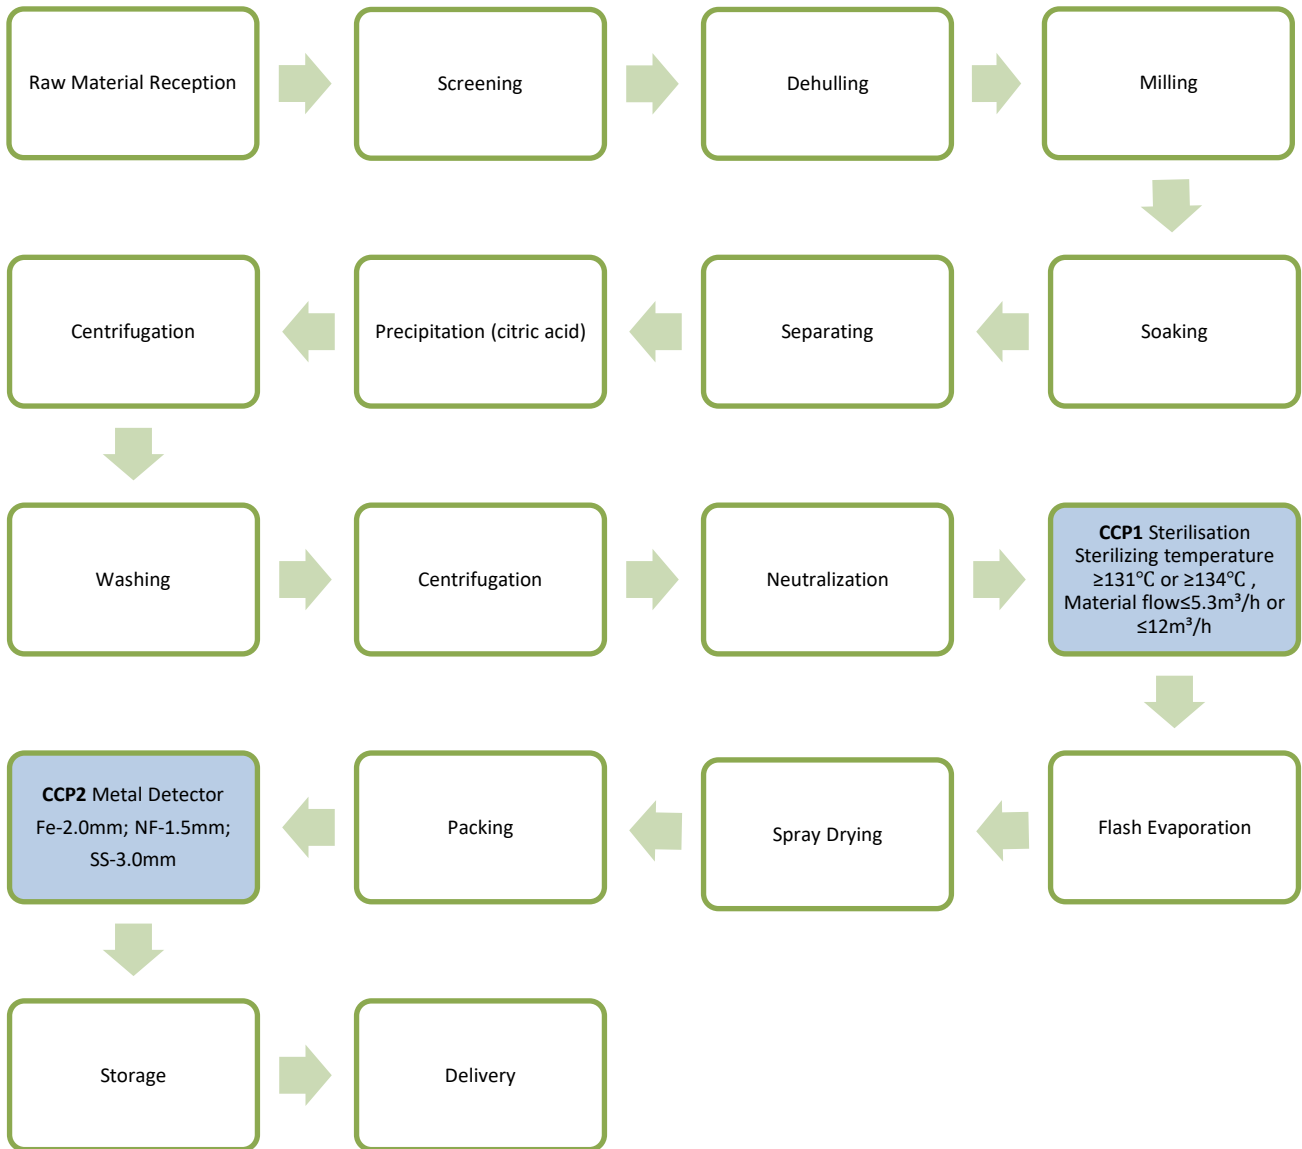 Raw Material Reception
Screening
Dehulling
Milling
Soaking
Separating
Precipitation (citric acid)
Centrifugation
Washing
Centrifugation
Neutralization
CCP1 Sterilisation
Sterilizing temperature
≥131℃ or ≥134℃ ,
Material flow≤5.3m³/h or
≤12m³/h
Flash Evaporation
Spray Drying
Packing
CCP2 Metal Detector
Fe-2.0mm; NF-1.5mm;
SS-3.0mm
Storage
Delivery